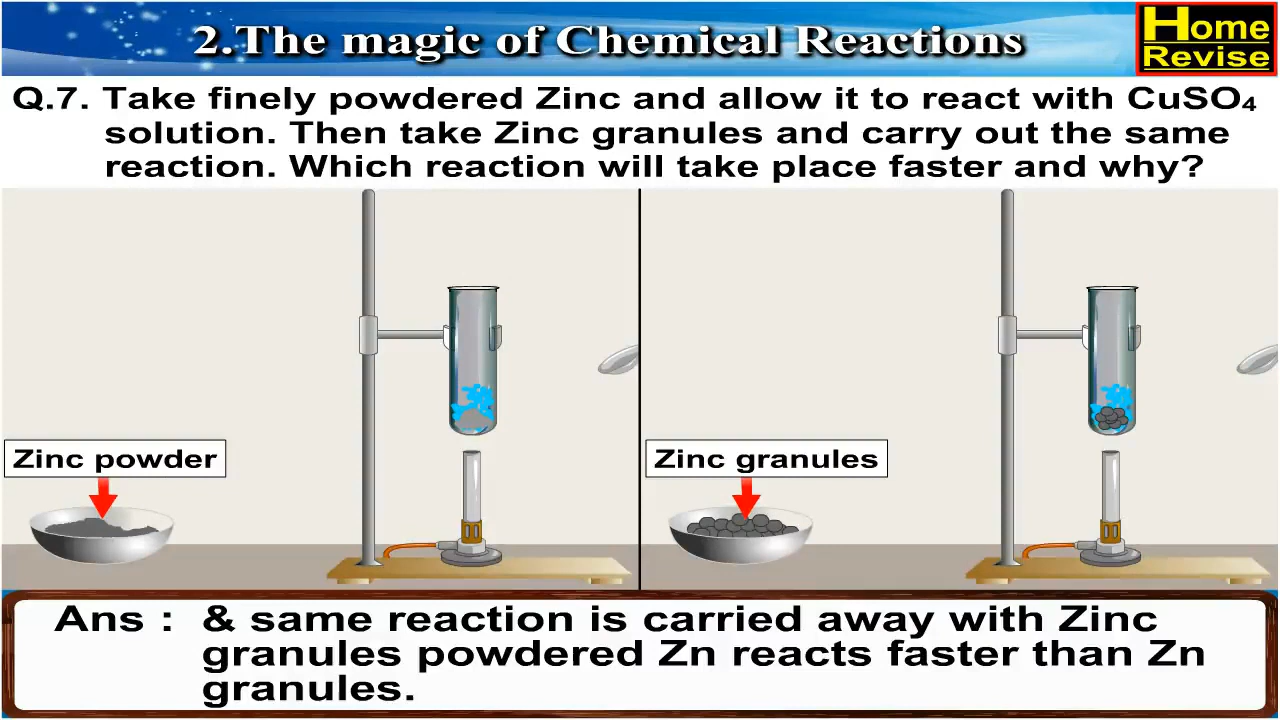 2.The magic of Chemical Reactions
Home
Revise
Q.7. Take finely powdered Zinc and allow it to react with CuSO₄
solution. Then take Zinc granules and carry out the same
reaction. Which reaction will take place faster and why?
Zinc powder
Zinc granules
Ans : & same reaction is carried away with Zinc
granules powdered Zn reacts faster than Zn
granules.